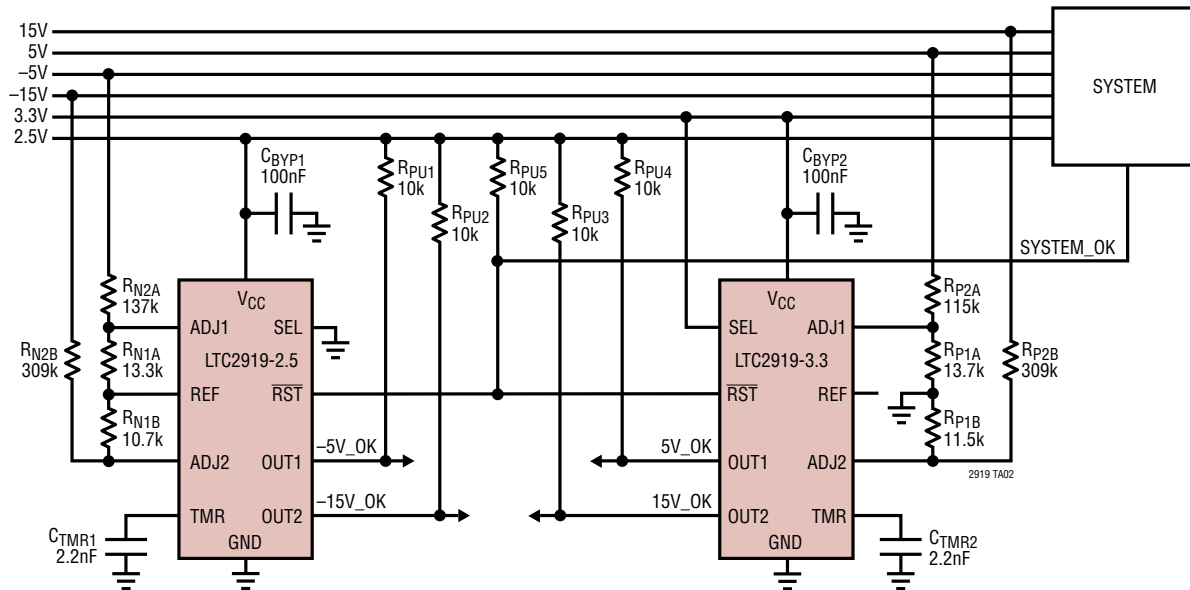 15V
5V
–5V
–15V
3.3V
2.5V
SYSTEM
CBYP1
100nF
RPU1
10k
RPU2
10k
RPU5
10k
RPU3
10k
RPU4
10k
CBYP2
100nF
SYSTEM_OK
RN2A
137k
RN2B
309k
RN1A
13.3k
RN1B
10.7k
VCC
ADJ1
SEL
LTC2919-2.5
REF
RST
ADJ2
OUT1
TMR
OUT2
GND
–5V_OK
–15V_OK
CTMR1
2.2nF
VCC
SEL
ADJ1
LTC2919-3.3
RST
REF
OUT1
ADJ2
OUT2
TMR
GND
5V_OK
15V_OK
RP2A
115k
RP1A
13.7k
RP2B
309k
RP1B
11.5k
2919 TA02
CTMR2
2.2nF